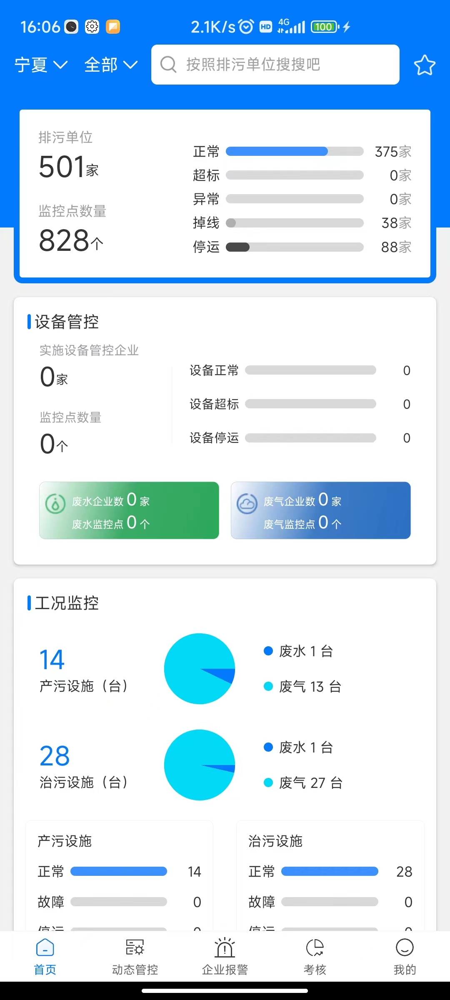 16:06 2.1K/s HD 4G 100
宁夏 全部 按照排污单位搜搜吧
排污单位
501家
监控点数量
828个
正常 375家
超标 0家
异常 0家
掉线 38家
停运 88家
设备管控
实施设备管控企业
0家
监控点数量
0个
设备正常 0
设备超标 0
设备停运 0
废水企业数 0 家
废水监控点 0 个
废气企业数 0 家
废气监控点 0 个
工况监控
14
产污设施（台）
废水 1 台
废气 13 台
28
治污设施（台）
废水 1 台
废气 27 台
产污设施
正常 14
故障 0
停运 0
治污设施
正常 28
故障 0
停运 0
首页 动态管控 企业报警 考核 我的